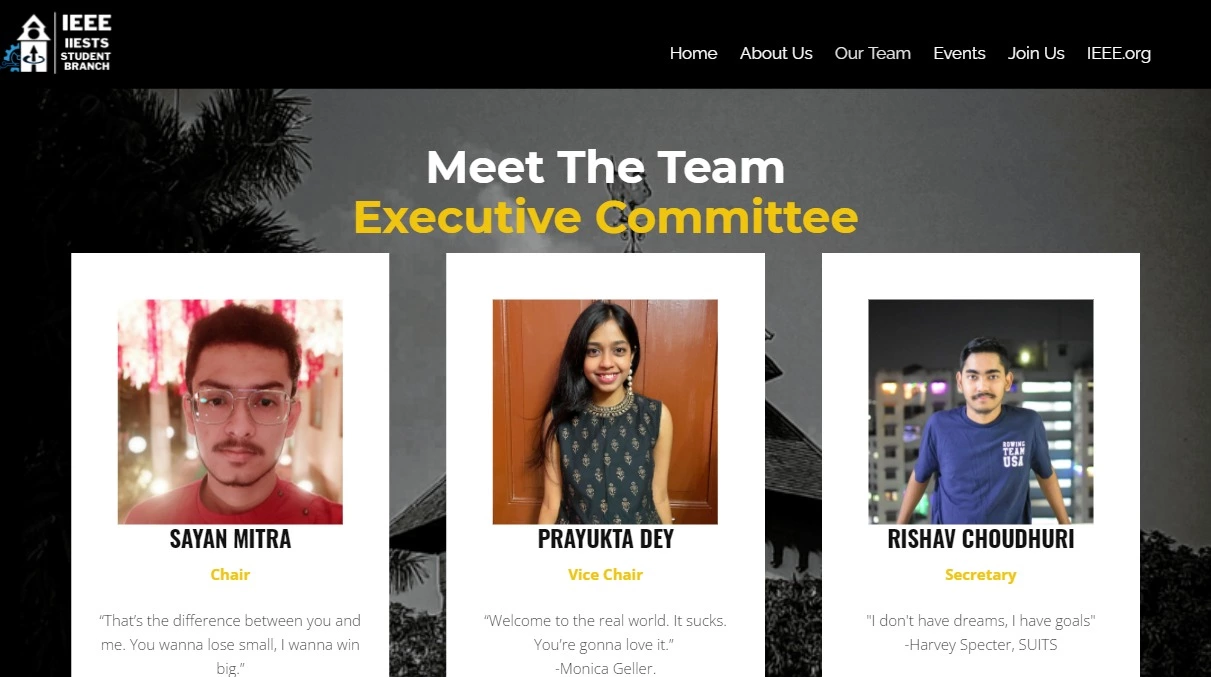 IEEE
IIESTS
STUDENT
BRANCH
Home About Us Our Team Events Join Us IEEE.org
Meet The Team
Executive Committee
ROWING
TEAM
USA
SAYAN MITRA
Chair
“That’s the difference between you and
me. You wanna lose small, I wanna win
big.”
PRAYUKTA DEY
Vice Chair
“Welcome to the real world. It sucks.
You’re gonna love it.”
-Monica Geller.
RISHAV CHOUDHURI
Secretary
"I don't have dreams, I have goals"
-Harvey Specter, SUITS